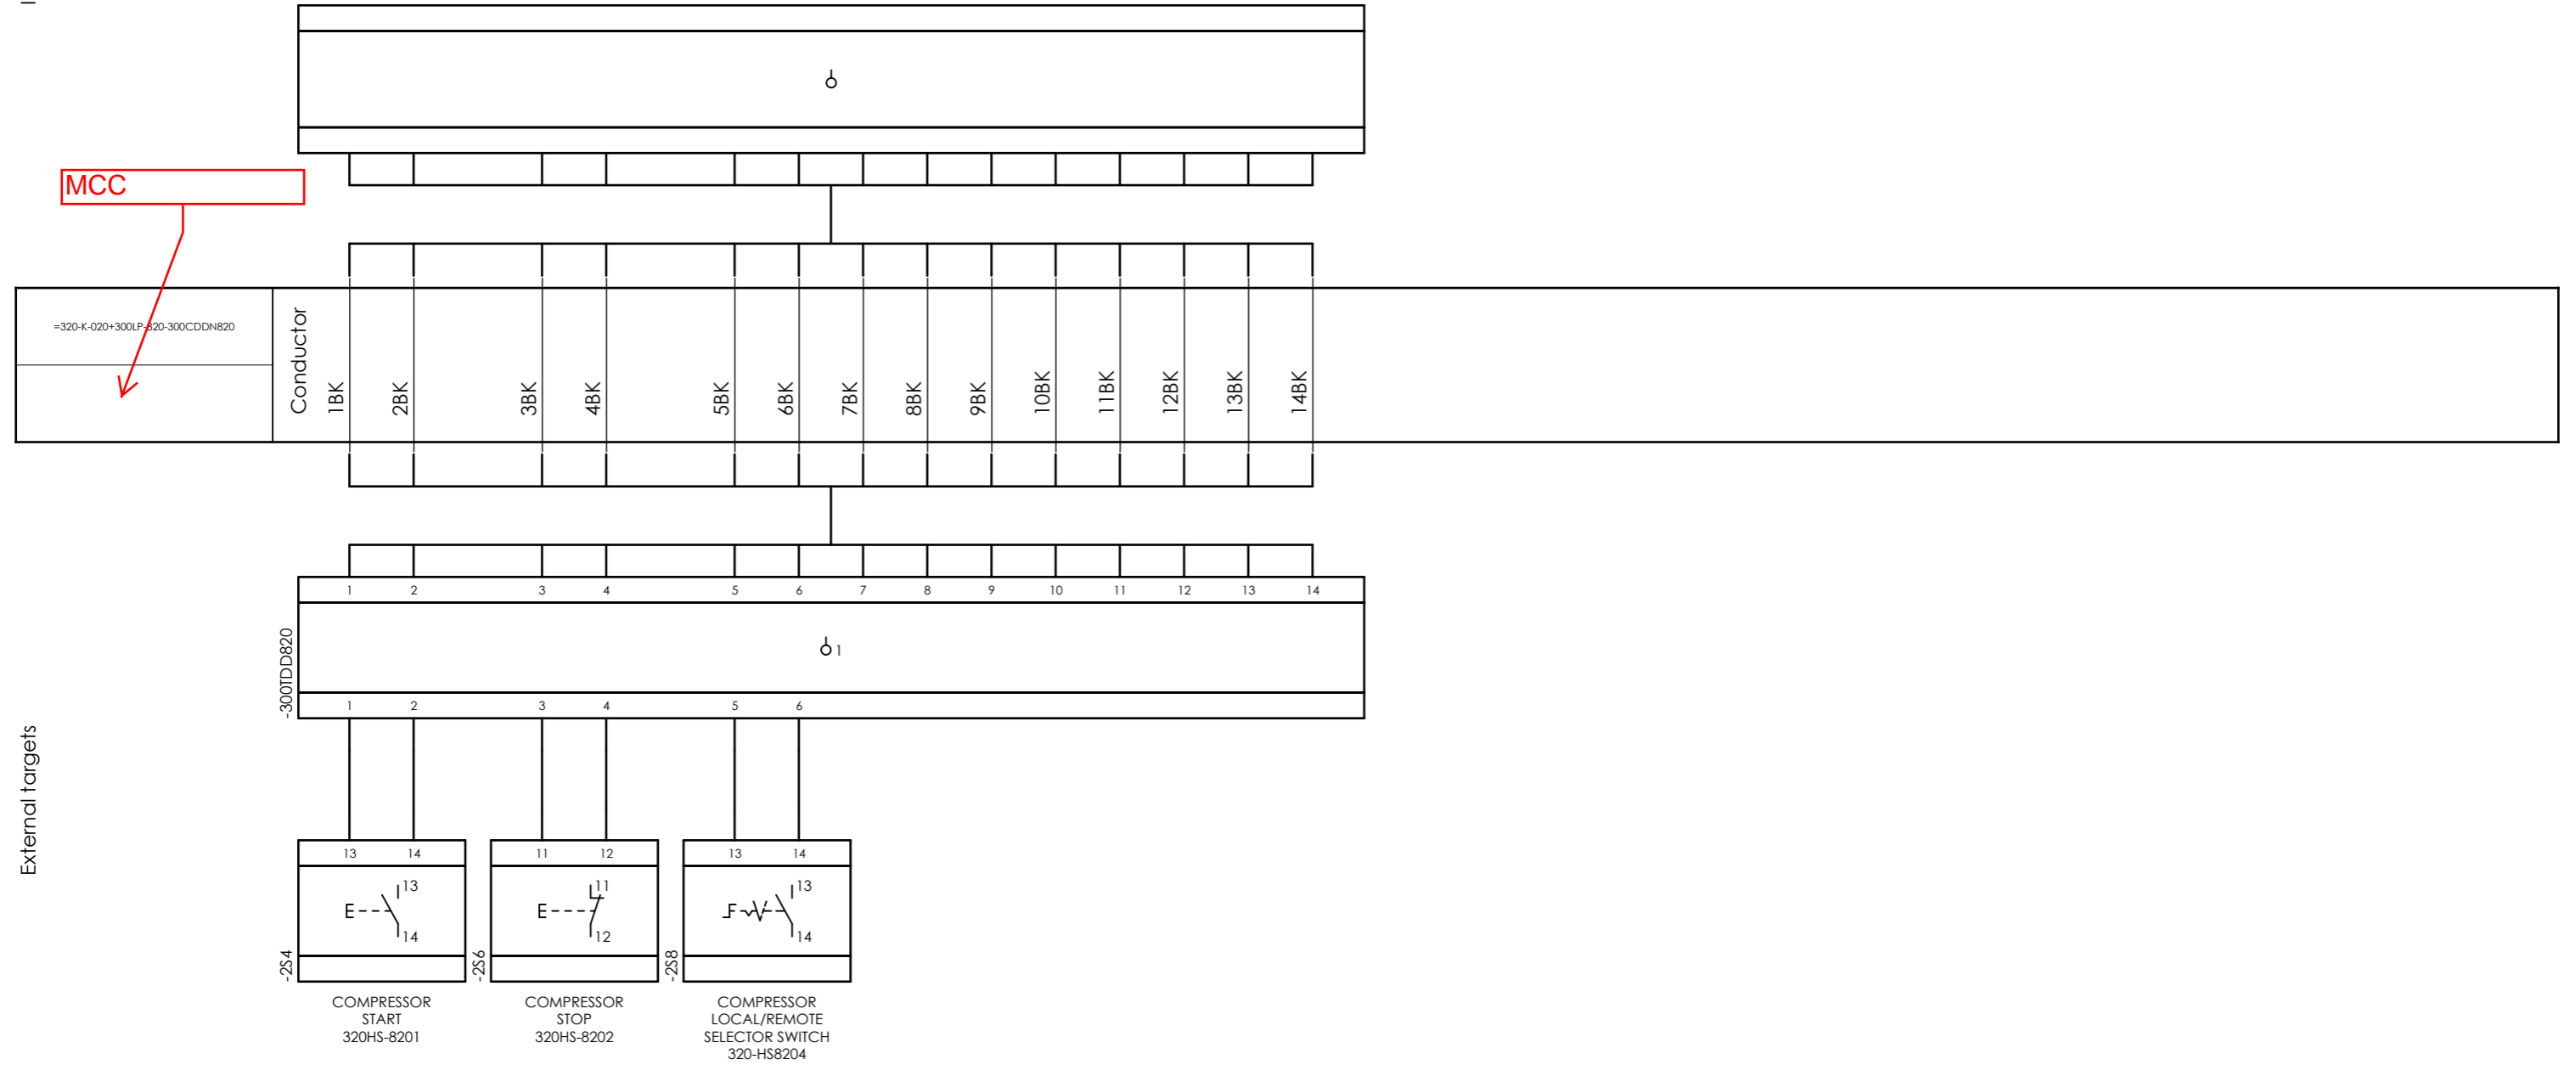 MCC
=320-K-020+300LP-820-300CDDN820
Conductor
1BK
2BK
3BK
4BK
5BK
6BK
7BK
8BK
9BK
10BK
11BK
12BK
13BK
14BK
1 2 3 4 5 6 7 8 9 10 11 12 13 14
-300TDD820
1
1 2 3 4 5 6
External targets
13 14
11 12
13 14
13
14
11
12
13
14
-2S4
-2S6
-2S8
COMPRESSOR
START
320HS-8201
COMPRESSOR
STOP
320HS-8202
COMPRESSOR
LOCAL/REMOTE
SELECTOR SWITCH
320-HS8204